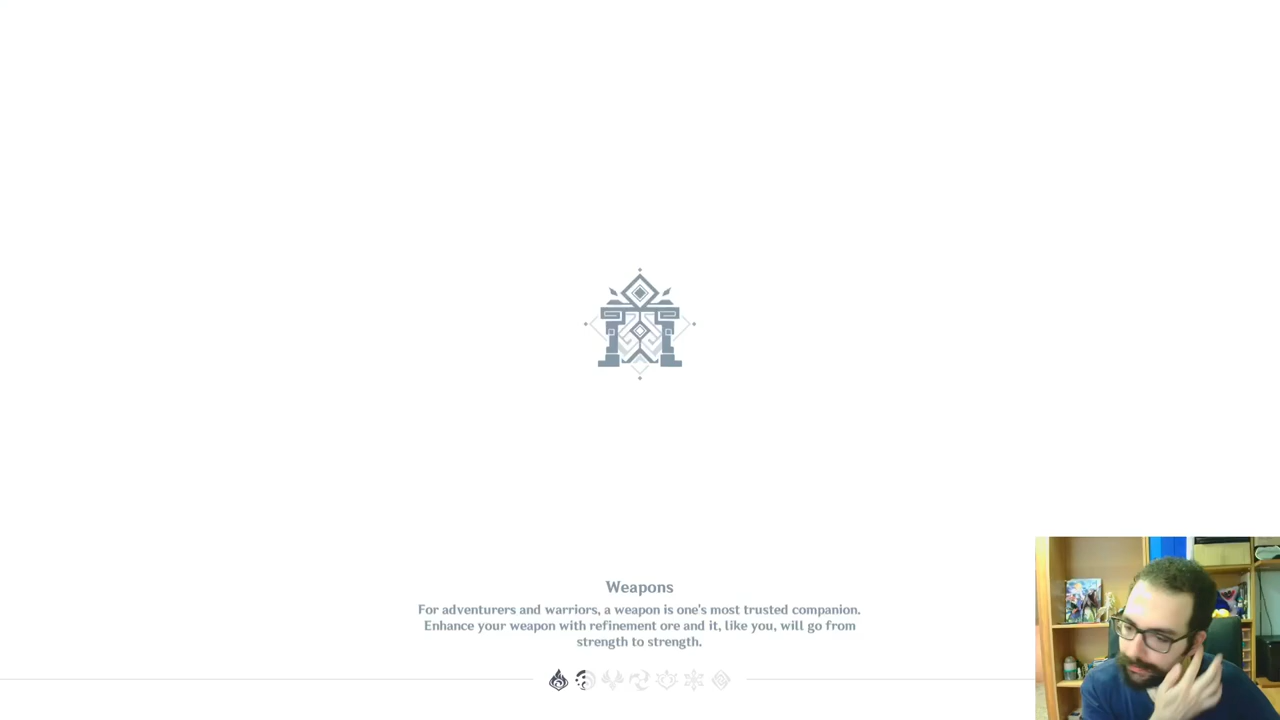 Weapons
For adventurers and warriors, a weapon is one's most trusted companion.
Enhance your weapon with refinement ore and it, like you, will go from
strength to strength.